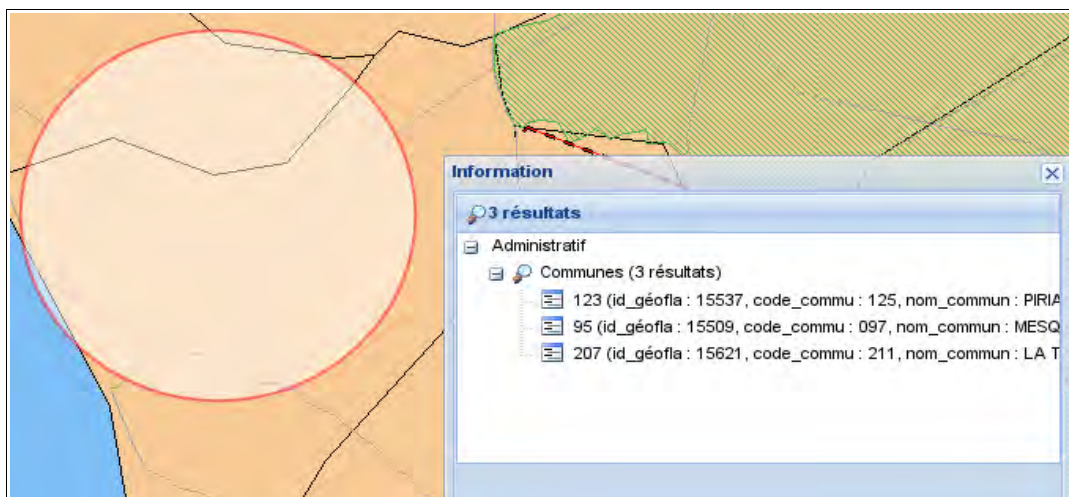 Information
3 résultats
Administratif
Communes (3 résultats)
123 (id_géofla : 15537, code_commu : 125, nom_commun : PIRIA
95 (id_géofla : 15509, code_commu : 097, nom_commun : MESQ
207 (id_géofla : 15621, code_commu : 211, nom_commun : LA T